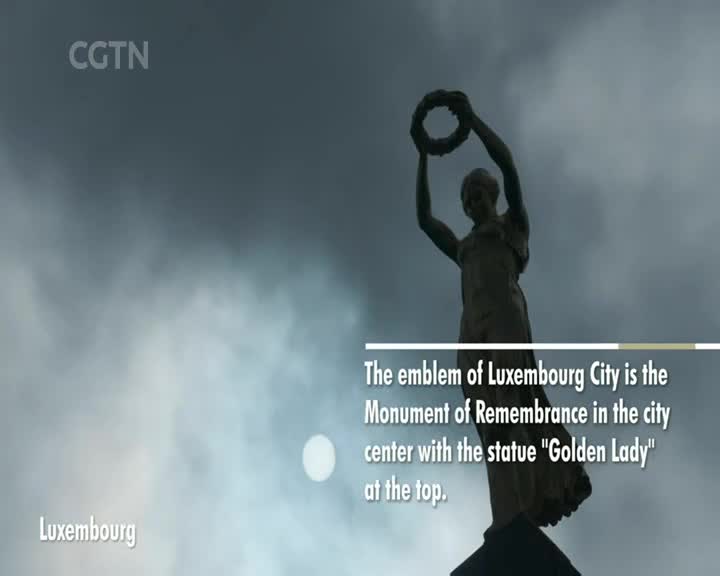 CGTN
The emblem of Luxembourg City is the
Monument of Remembrance in the city
center with the statue "Golden Lady"
at the top.
Luxembourg